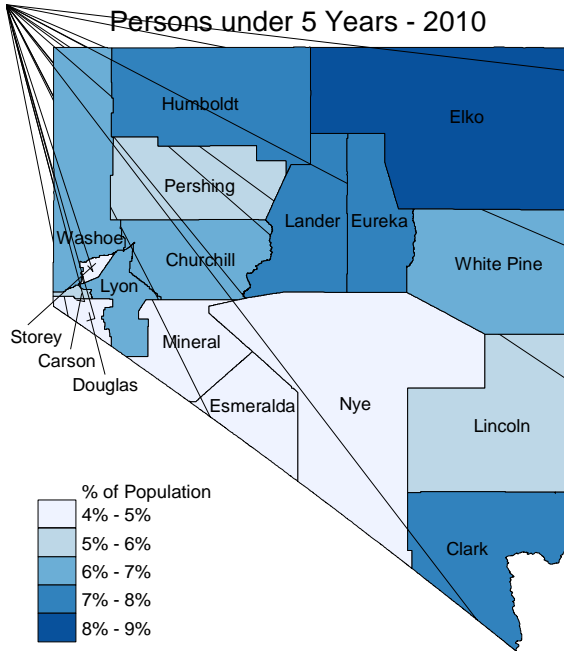 Persons under 5 Years - 2010
Humboldt
Elko
Pershing
Lander
Eureka
Washoe
Churchill
White Pine
Lyon
Storey
Mineral
Carson
Douglas
Esmeralda
Nye
Lincoln
% of Population
4% - 5%
5% - 6%
6% - 7%
7% - 8%
8% - 9%
Clark